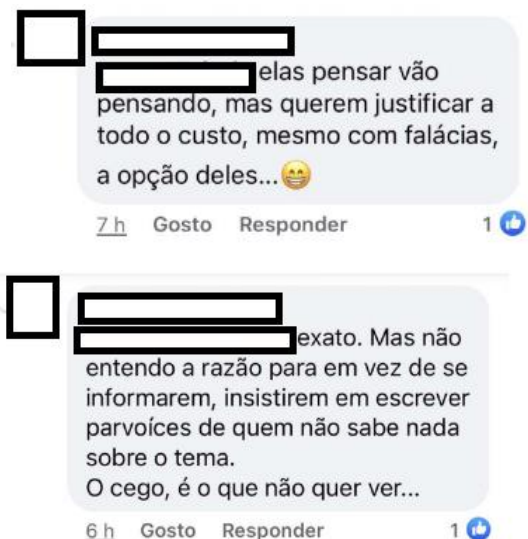 elas pensar vão
pensando, mas querem justificar a
todo o custo, mesmo com falácias,
a opção deles...😁
7 h Gosto Responder 1
exato. Mas não
entendo a razão para em vez de se
informarem, insistirem em escrever
parvoíces de quem não sabe nada
sobre o tema.
O cego, é o que não quer ver...
6 h Gosto Responder 1